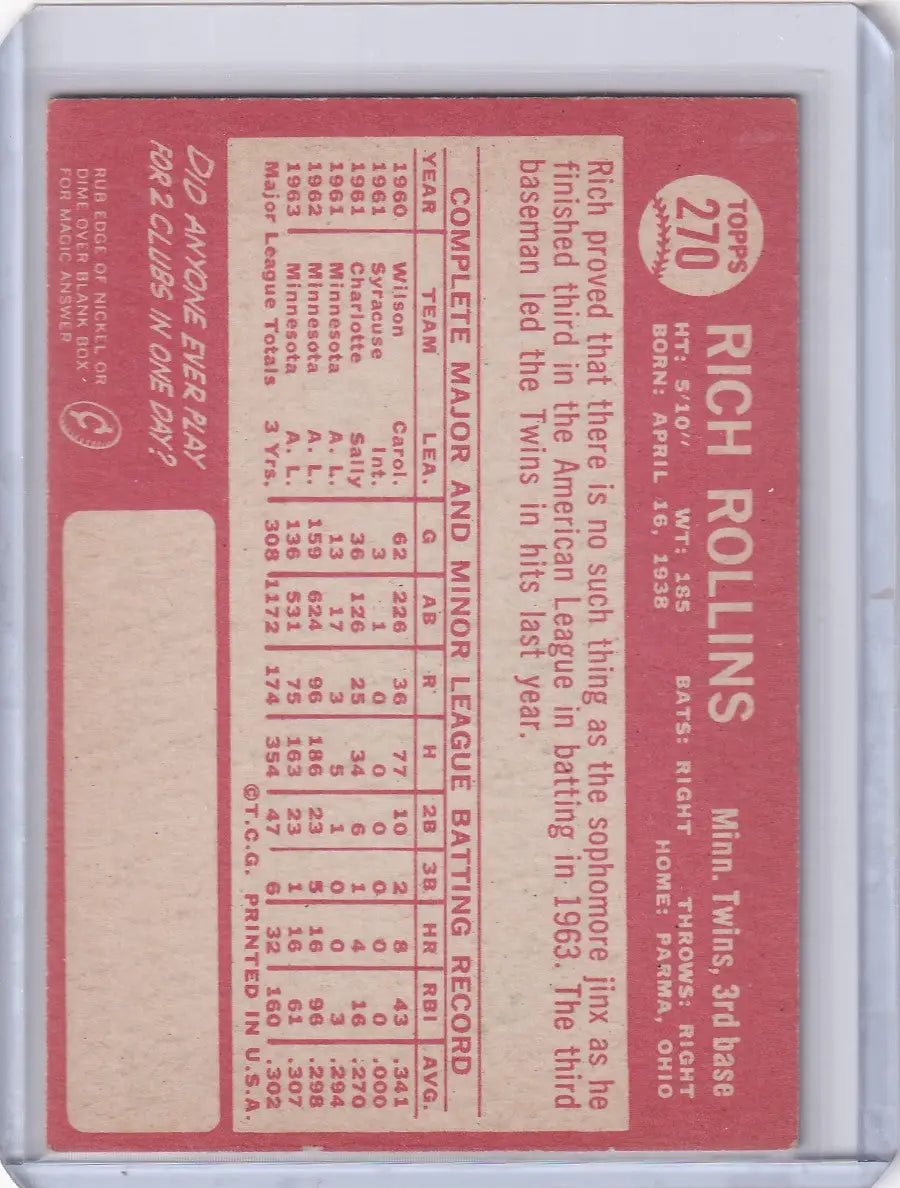 TOPPS
270
RICH ROLLINS
Minn. Twins, 3rd base
HT: 5'10" WT: 185 BATS: RIGHT THROWS: RIGHT
BORN: APRIL 16, 1938 HOME: PARMA, OHIO
Rich proved that there is no such thing as the sophomore jinx as he
finished third in the American League in batting in 1963. The third
baseman led the Twins in hits last year.
COMPLETE MAJOR AND MINOR LEAGUE BATTING RECORD
YEAR TEAM LEA. G AB R H 2B 3B HR RBI AVG.
1960 Wilson Carol. 62 226 36 77 10 2 8 43 .341
1961 Syracuse Int. 3 1 0 0 0 0 0 0 .000
1961 Charlotte Sally 36 126 25 34 6 1 4 16 .270
1961 Minnesota A. L. 13 17 3 5 1 0 0 3 .294
1962 Minnesota A. L. 159 624 96 186 23 5 16 96 .298
1963 Minnesota A. L. 136 531 75 163 23 1 16 61 .307
Major League Totals 3 Yrs. 308 1172 174 354 47 6 32 160 .302
©T.C.G. PRINTED IN U.S.A.
DID ANYONE EVER PLAY
FOR 2 CLUBS IN ONE DAY?
RUB EDGE OF NICKEL OR
DIME OVER BLANK BOX
FOR MAGIC ANSWER